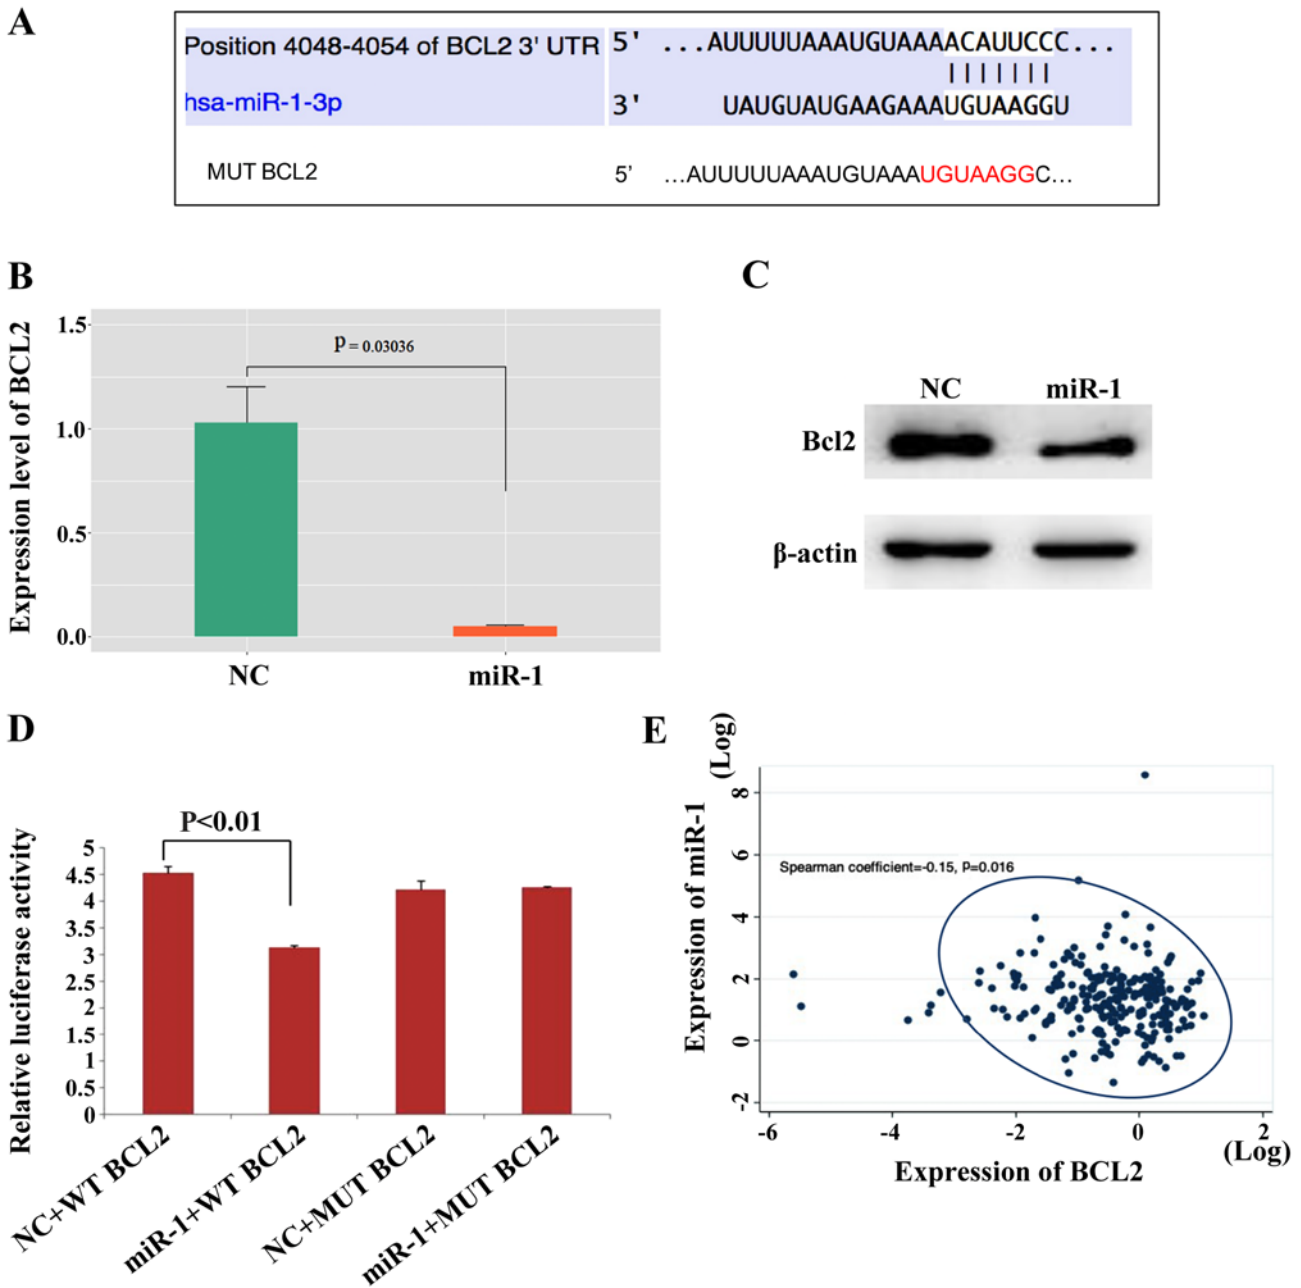 A
Position 4048-4054 of BCL2 3' UTR 5' ...AUUUUUAAAUGUAAAACAUUCCC...
hsa-miR-1-3p 3' UAUGUAUGAAGAAAUGUAAGGU
MUT BCL2 5' ...AUUUUUAAAUGUAAAUGUAAGGC...
B
Expression level of BCL2
1.5
1.0
0.5
0.0
p = 0.03036
NC miR-1
C
NC miR-1
Bcl2
β-actin
D
Relative luciferase activity
5
4.5
4
3.5
3
2.5
2
1.5
1
0.5
0
P<0.01
NC+WT BCL2
miR-1+WT BCL2
NC+MUT BCL2
miR-1+MUT BCL2
E
Expression of miR-1
(Log)
8
6
4
2
0
-2
Spearman coefficient=-0.15, P=0.016
-6 -4 -2 0 2
Expression of BCL2
(Log)